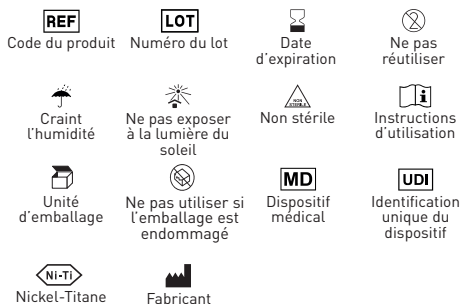 REF
LOT
Code du produit
Numéro du lot
Date
d'expiration
Ne pas
réutiliser
2
NON
STERILE
i
Craint
l'humidité
Ne pas exposer
à la lumière du
soleil
Non stérile
Instructions
d'utilisation
MD
UDI
Unité
d'emballage
Ne pas utiliser si
l'emballage est
endommagé
Dispositif
médical
Identification
unique du
dispositif
Ni-Ti
Nickel-Titane
Fabricant